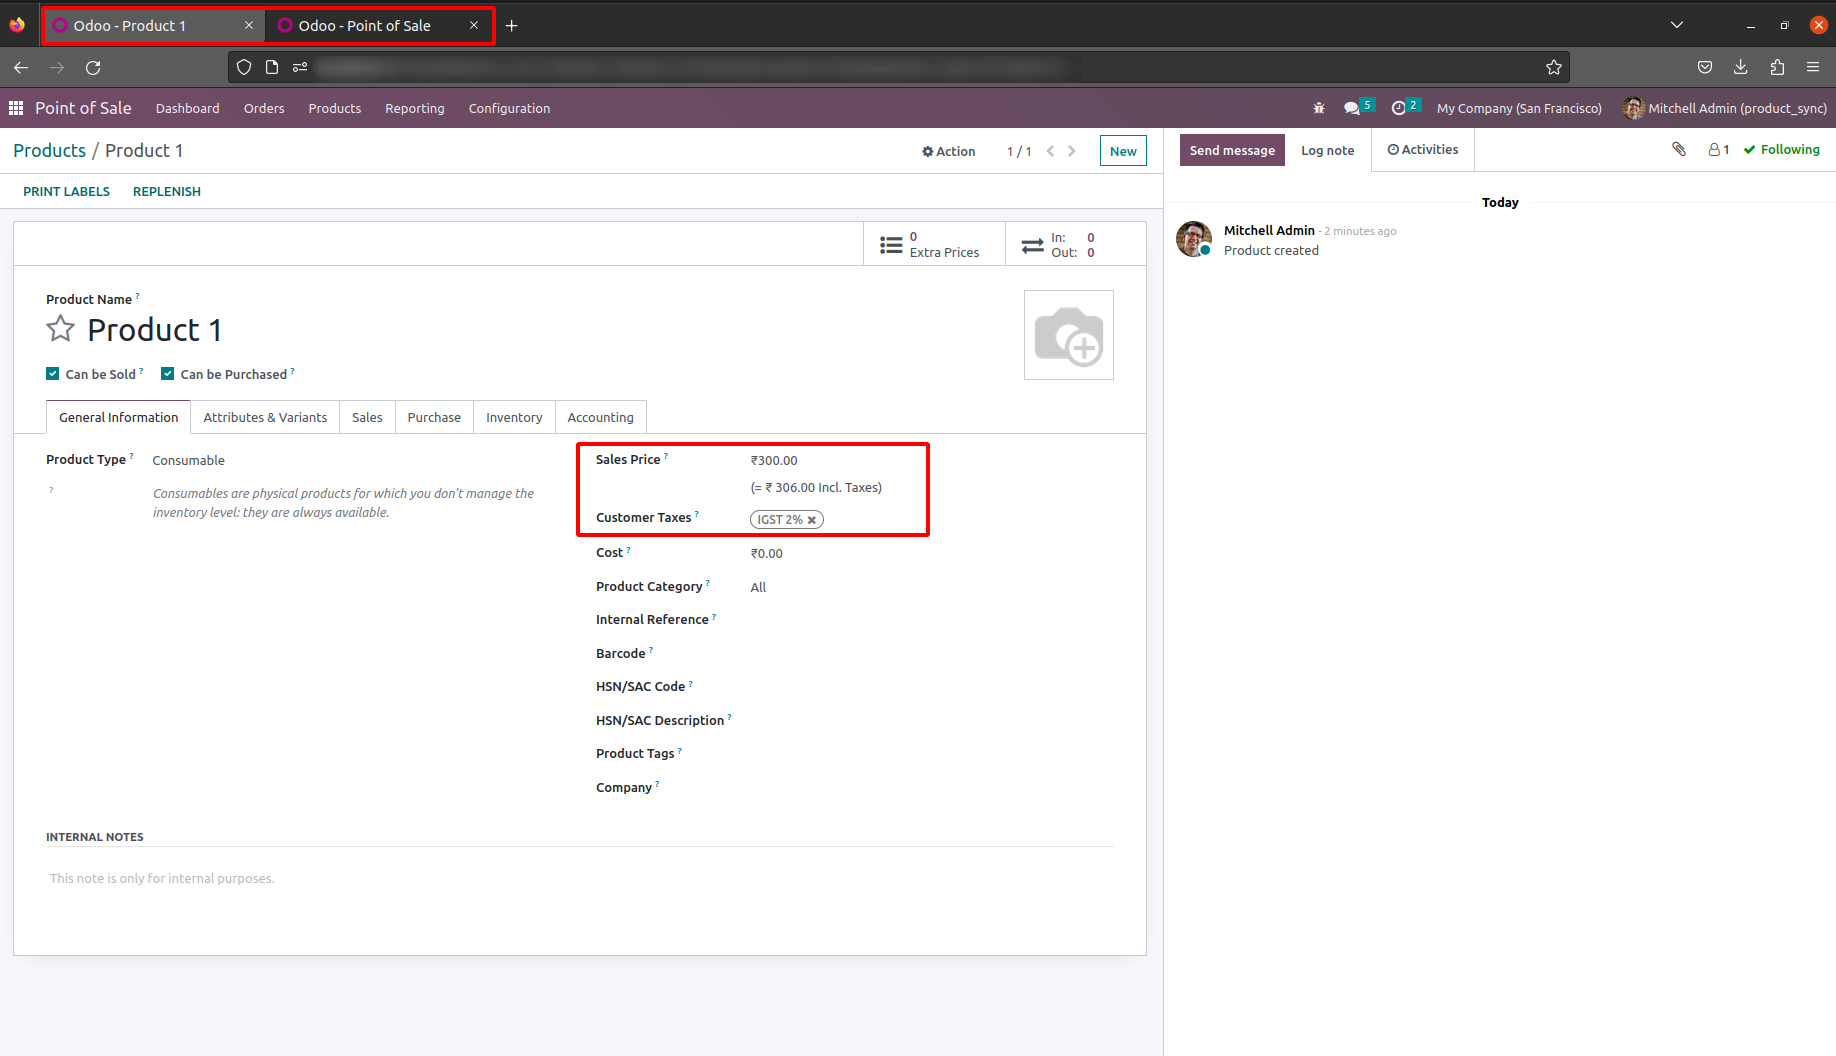 Odoo - Product 1
Odoo - Point of Sale
Point of Sale Dashboard Orders Products Reporting Configuration 5 2 My Company (San Francisco) Mitchell Admin (product_sync)
Products / Product 1 Action 1 / 1 New
PRINT LABELS REPLENISH
0
Extra Prices
In: 0
Out: 0
Product Name ?
Product 1
Can be Sold ? Can be Purchased ?
General Information Attributes & Variants Sales Purchase Inventory Accounting
Product Type ? Consumable
?
Consumables are physical products for which you don't manage the
inventory level: they are always available.
Sales Price ? ₹300.00
(= ₹ 306.00 Incl. Taxes)
Customer Taxes ? IGST 2%
Cost ? ₹0.00
Product Category ? All
Internal Reference ?
Barcode ?
HSN/SAC Code ?
HSN/SAC Description ?
Product Tags ?
Company ?
INTERNAL NOTES
This note is only for internal purposes.
Send message Log note Activities 1 Following
Today
Mitchell Admin - 2 minutes ago
Product created